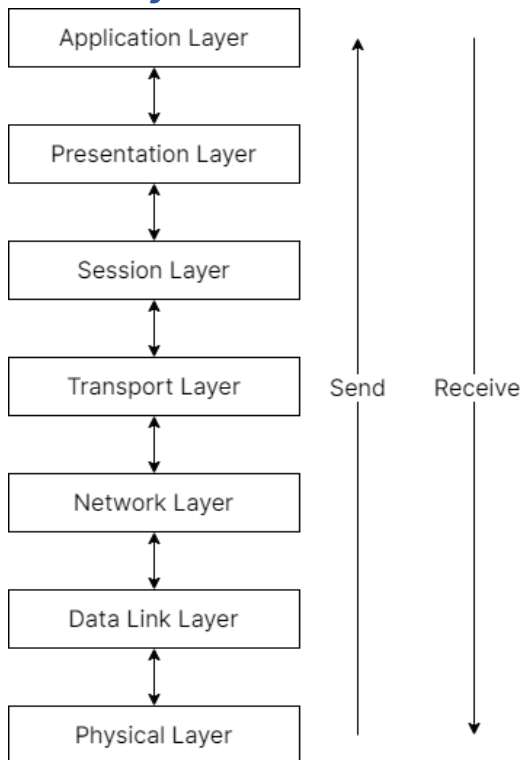 Application Layer
Presentation Layer
Session Layer
Transport Layer
Send
Receive
Network Layer
Data Link Layer
Physical Layer